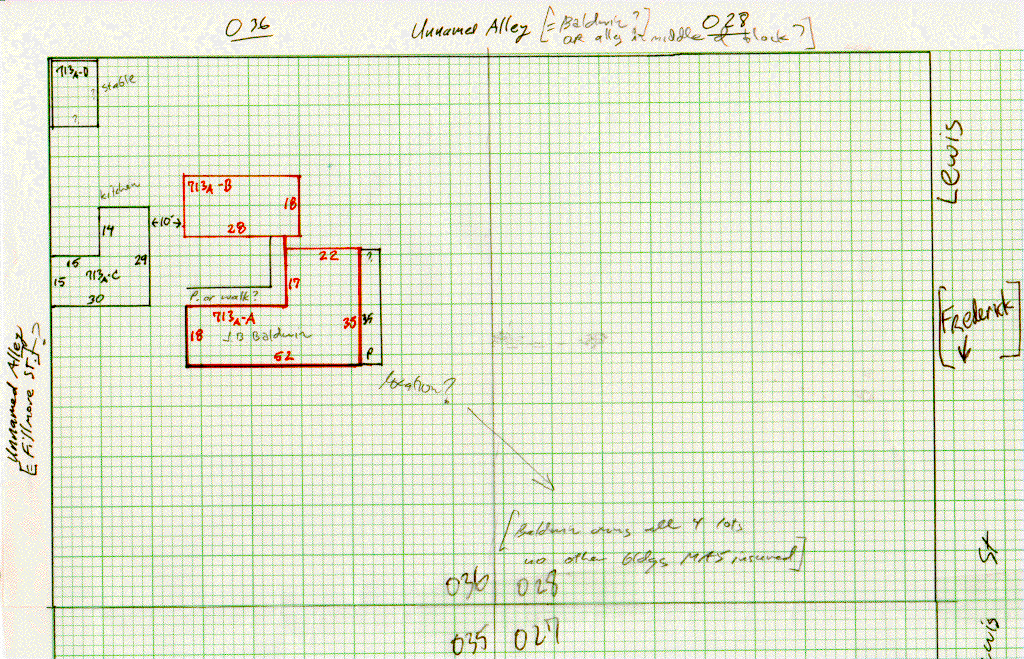 036
Unnamed Alley [= Baldwin?]
028
or alley in middle of block?]
713A-D
stable
?
?
kitchen
14
←10'→
713A-B
18
28
15
29
15
713A-C
30
22
?
17
P. or walk?
713A-A
18
J B Baldwin
35
35
62
P
location?
Unnamed Alley
[= Fillmore St.]
Lewis
[Frederick]
[Baldwin owns all 4 lots
no other bldgs MAS insured]
036 028
035 027
St